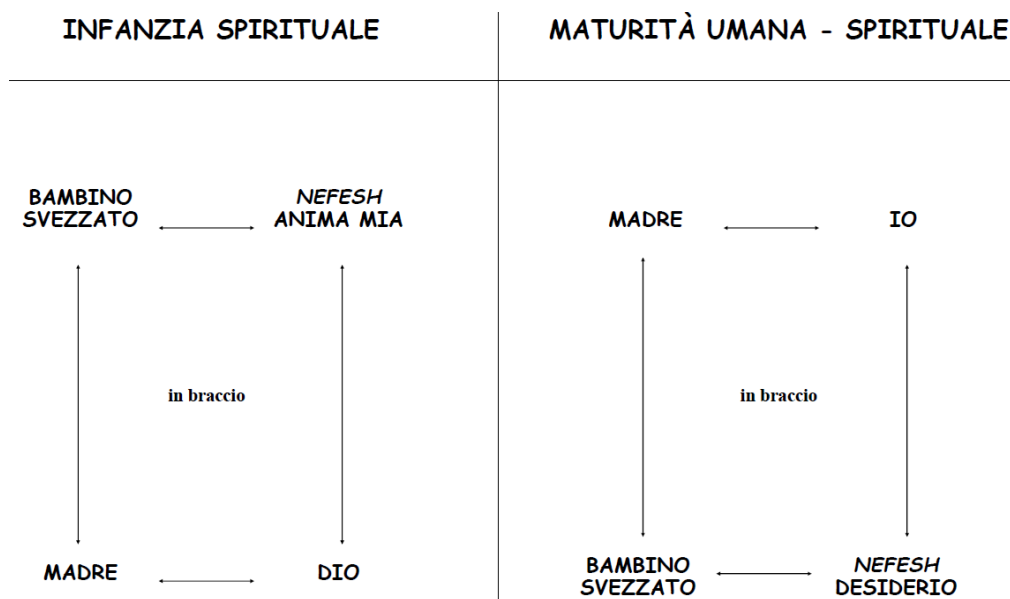 INFANZIA SPIRITUALE
MATURITÀ UMANA - SPIRITUALE
BAMBINO
SVEZZATO
NEFESH
ANIMA MIA
in braccio
MADRE
DIO
MADRE
IO
in braccio
BAMBINO
SVEZZATO
NEFESH
DESIDERIO